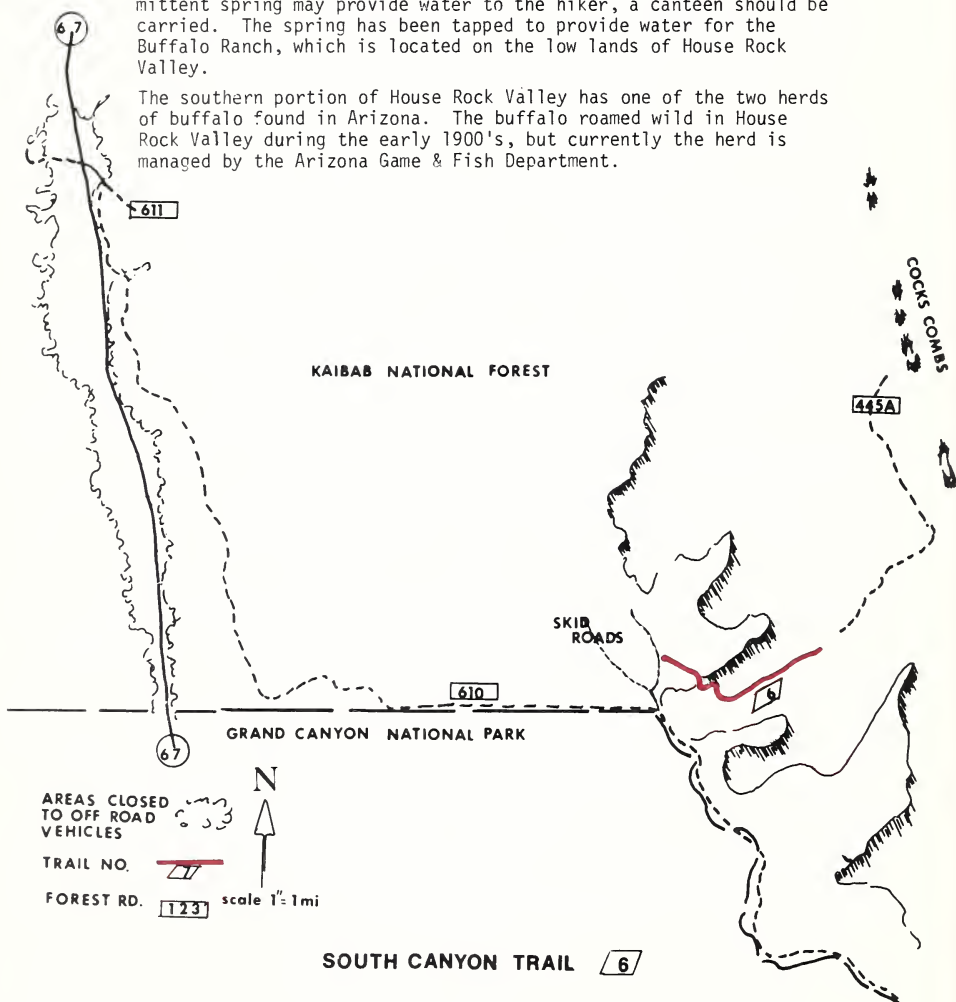 mittent spring may provide water to the hiker, a canteen should be
carried. The spring has been tapped to provide water for the
Buffalo Ranch, which is located on the low lands of House Rock
Valley.
The southern portion of House Rock Valley has one of the two herds
of buffalo found in Arizona. The buffalo roamed wild in House
Rock Valley during the early 1900's, but currently the herd is
managed by the Arizona Game & Fish Department.
67
611
COCKS COMBS
KAIBAB NATIONAL FOREST
445A
SKID
ROADS
6
610
GRAND CANYON NATIONAL PARK
67
N
AREAS CLOSED
TO OFF ROAD
VEHICLES
TRAIL NO. 7
FOREST RD. 123 scale 1"= 1mi
SOUTH CANYON TRAIL 6